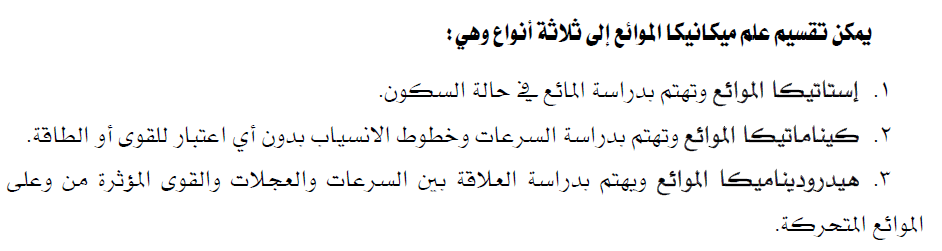 يمكن تقسيم علم ميكانيكا الموائع إلى ثلاثة أنواع وهي:
١. إستاتيكا الموائع وتهتم بدراسة المائع في حالة السكون.
٢. كيناماتيكا الموائع وتهتم بدراسة السرعات وخطوط الانسياب بدون أي اعتبار للقوى أو الطاقة.
٣. هيدروديناميكا الموائع ويهتم بدراسة العلاقة بين السرعات والعجلات والقوى المؤثرة من وعلى
الموائع المتحركة.